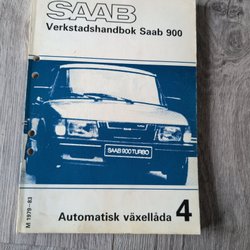 SAAB
Verkstadshandbok Saab 900
SAAB 900 TURBO
M 1979-83
Automatisk växellåda 4